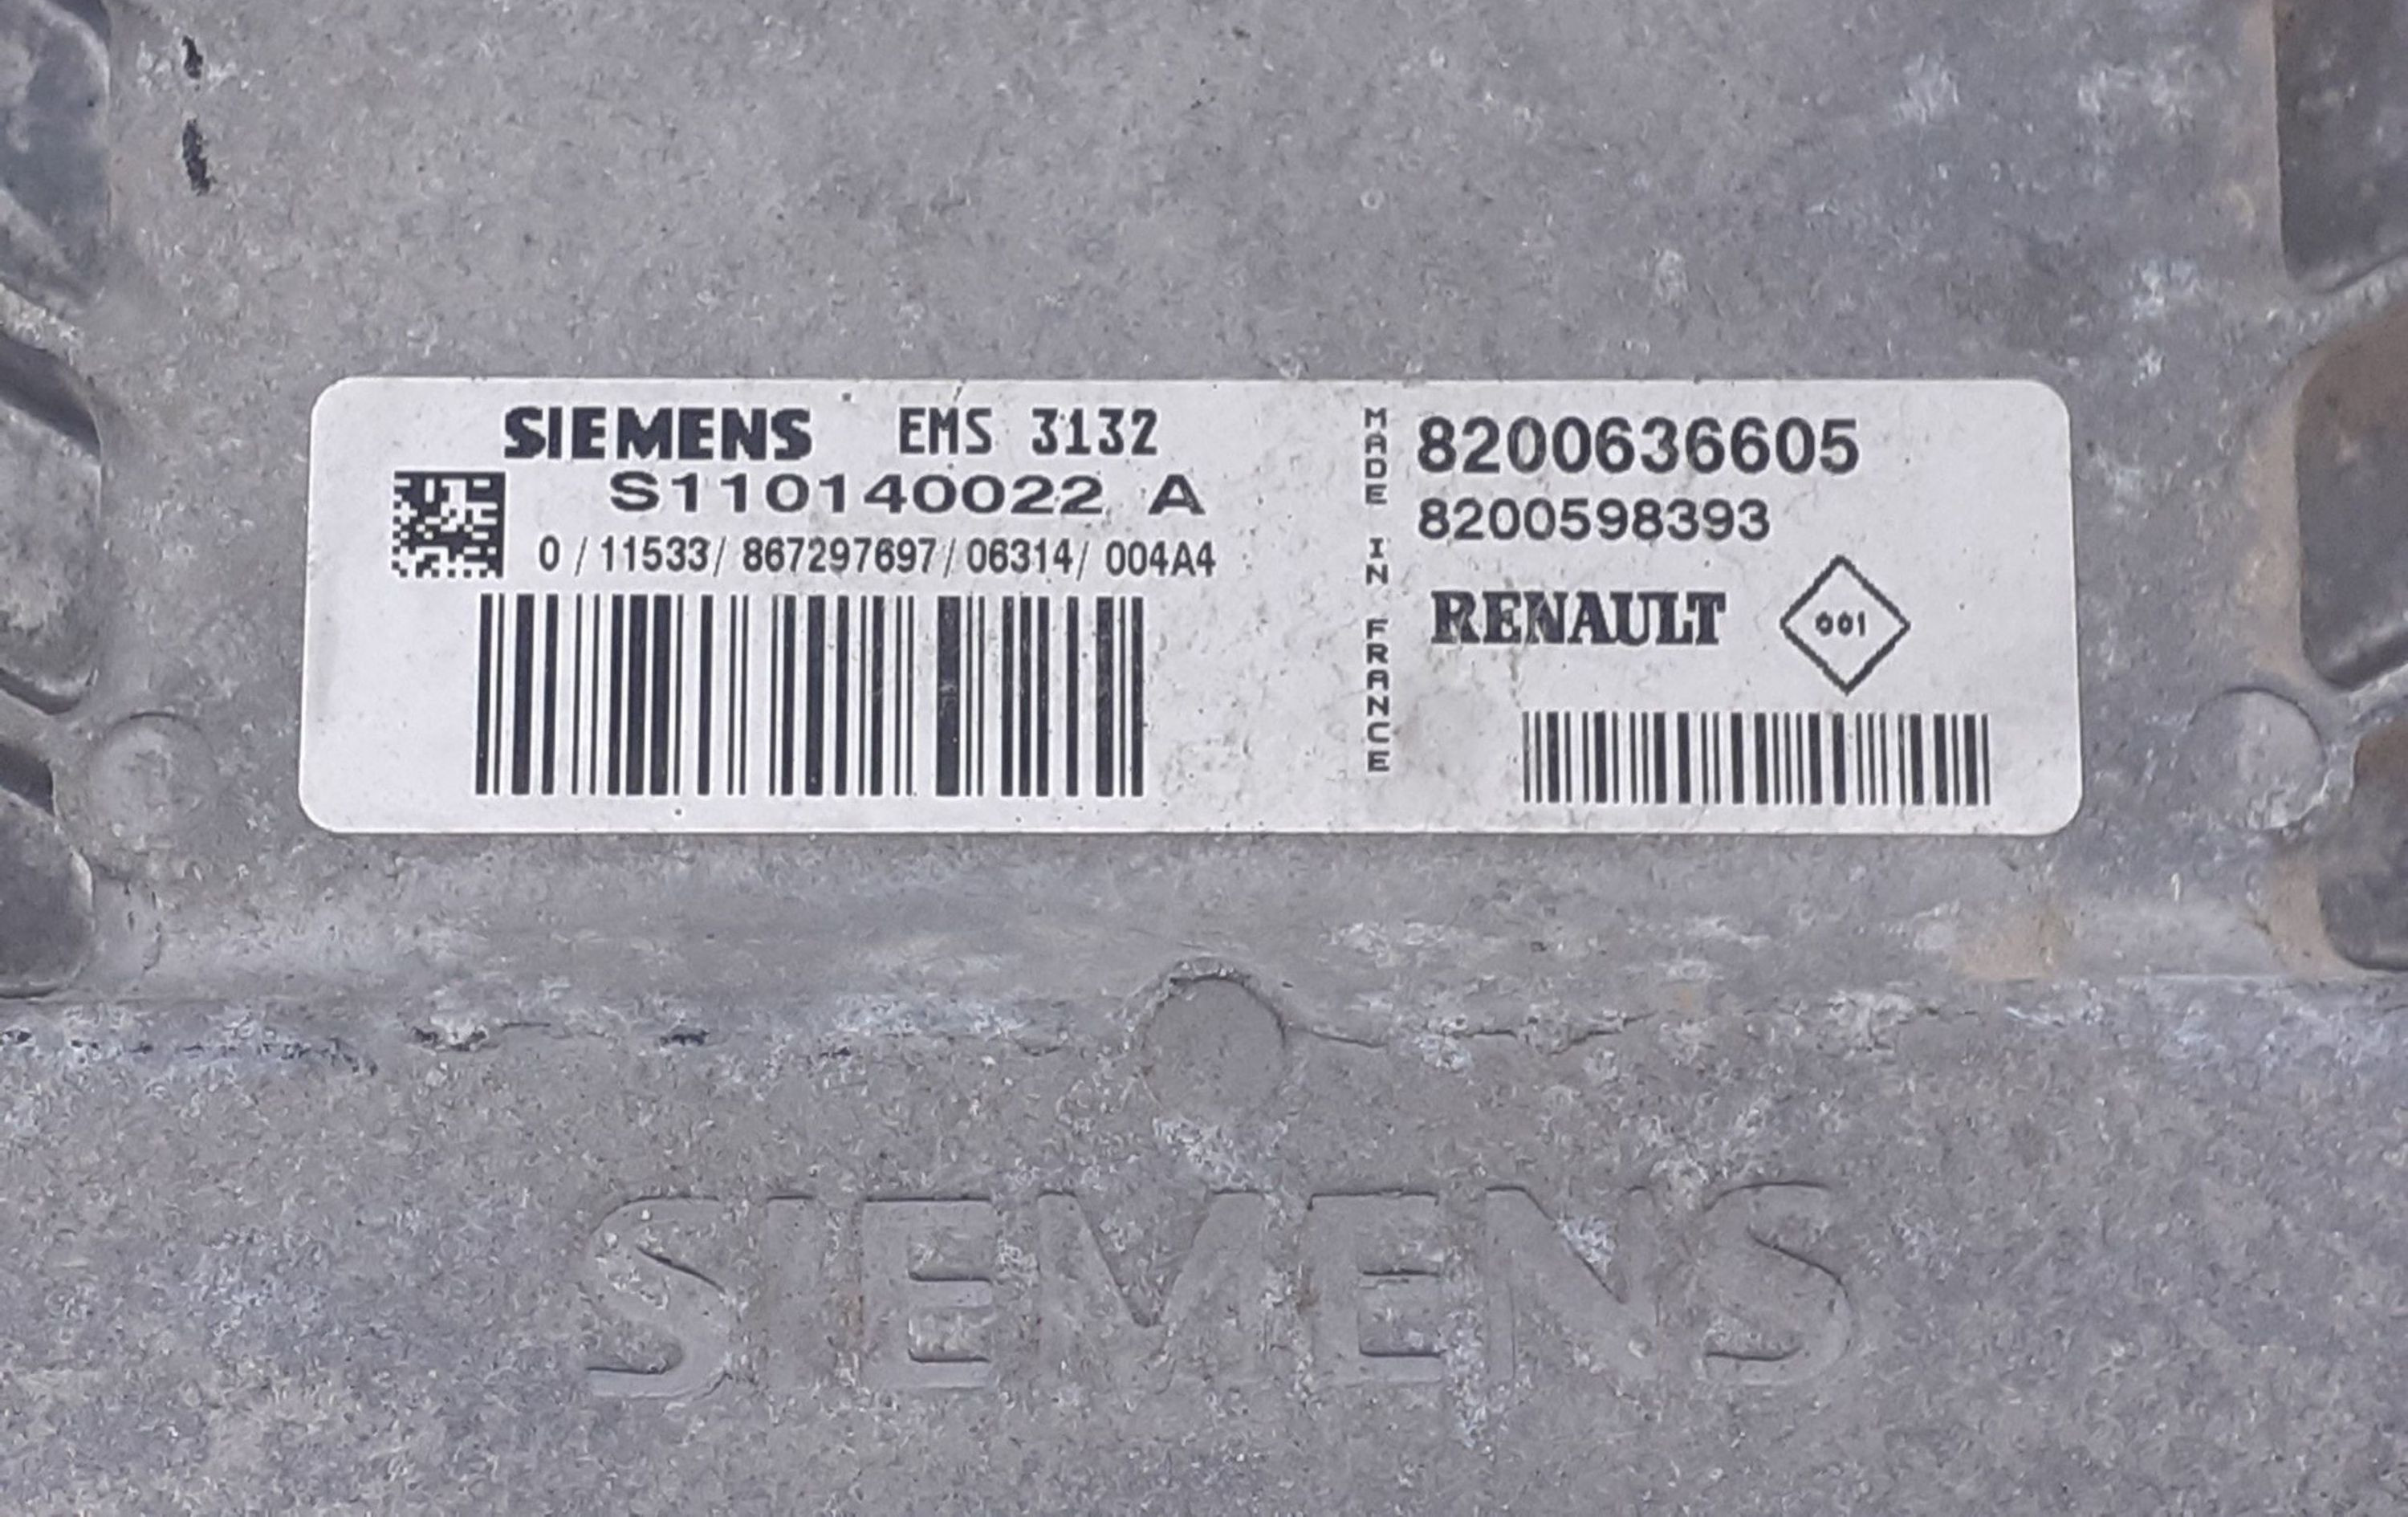 SIEMENS EMS 3132
S110140022 A
0 / 11533/ 867297697/ 06314/ 004A4
MADE IN FRANCE
8200636605
8200598393
RENAULT 001
SIEMENS